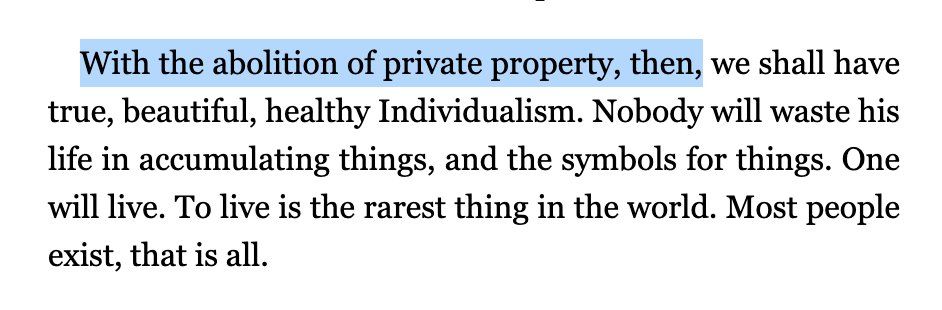 With the abolition of private property, then, we shall have
true, beautiful, healthy Individualism. Nobody will waste his
life in accumulating things, and the symbols for things. One
will live. To live is the rarest thing in the world. Most people
exist, that is all.